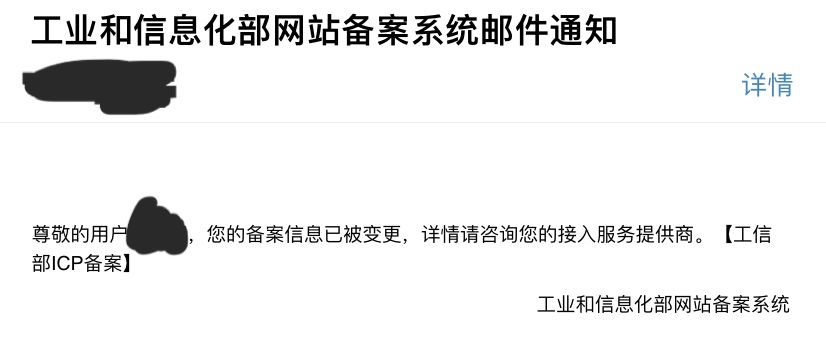 工业和信息化部网站备案系统邮件通知
详情
尊敬的用户，您的备案信息已被变更，详情请咨询您的接入服务提供商。【工信
部ICP备案】
工业和信息化部网站备案系统